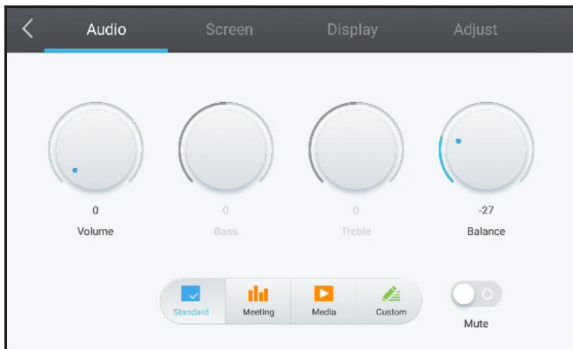 Audio Screen Display Adjust
0 0 0 -27
Volume Bass Treble Balance
Standard Meeting Media Custom
Mute